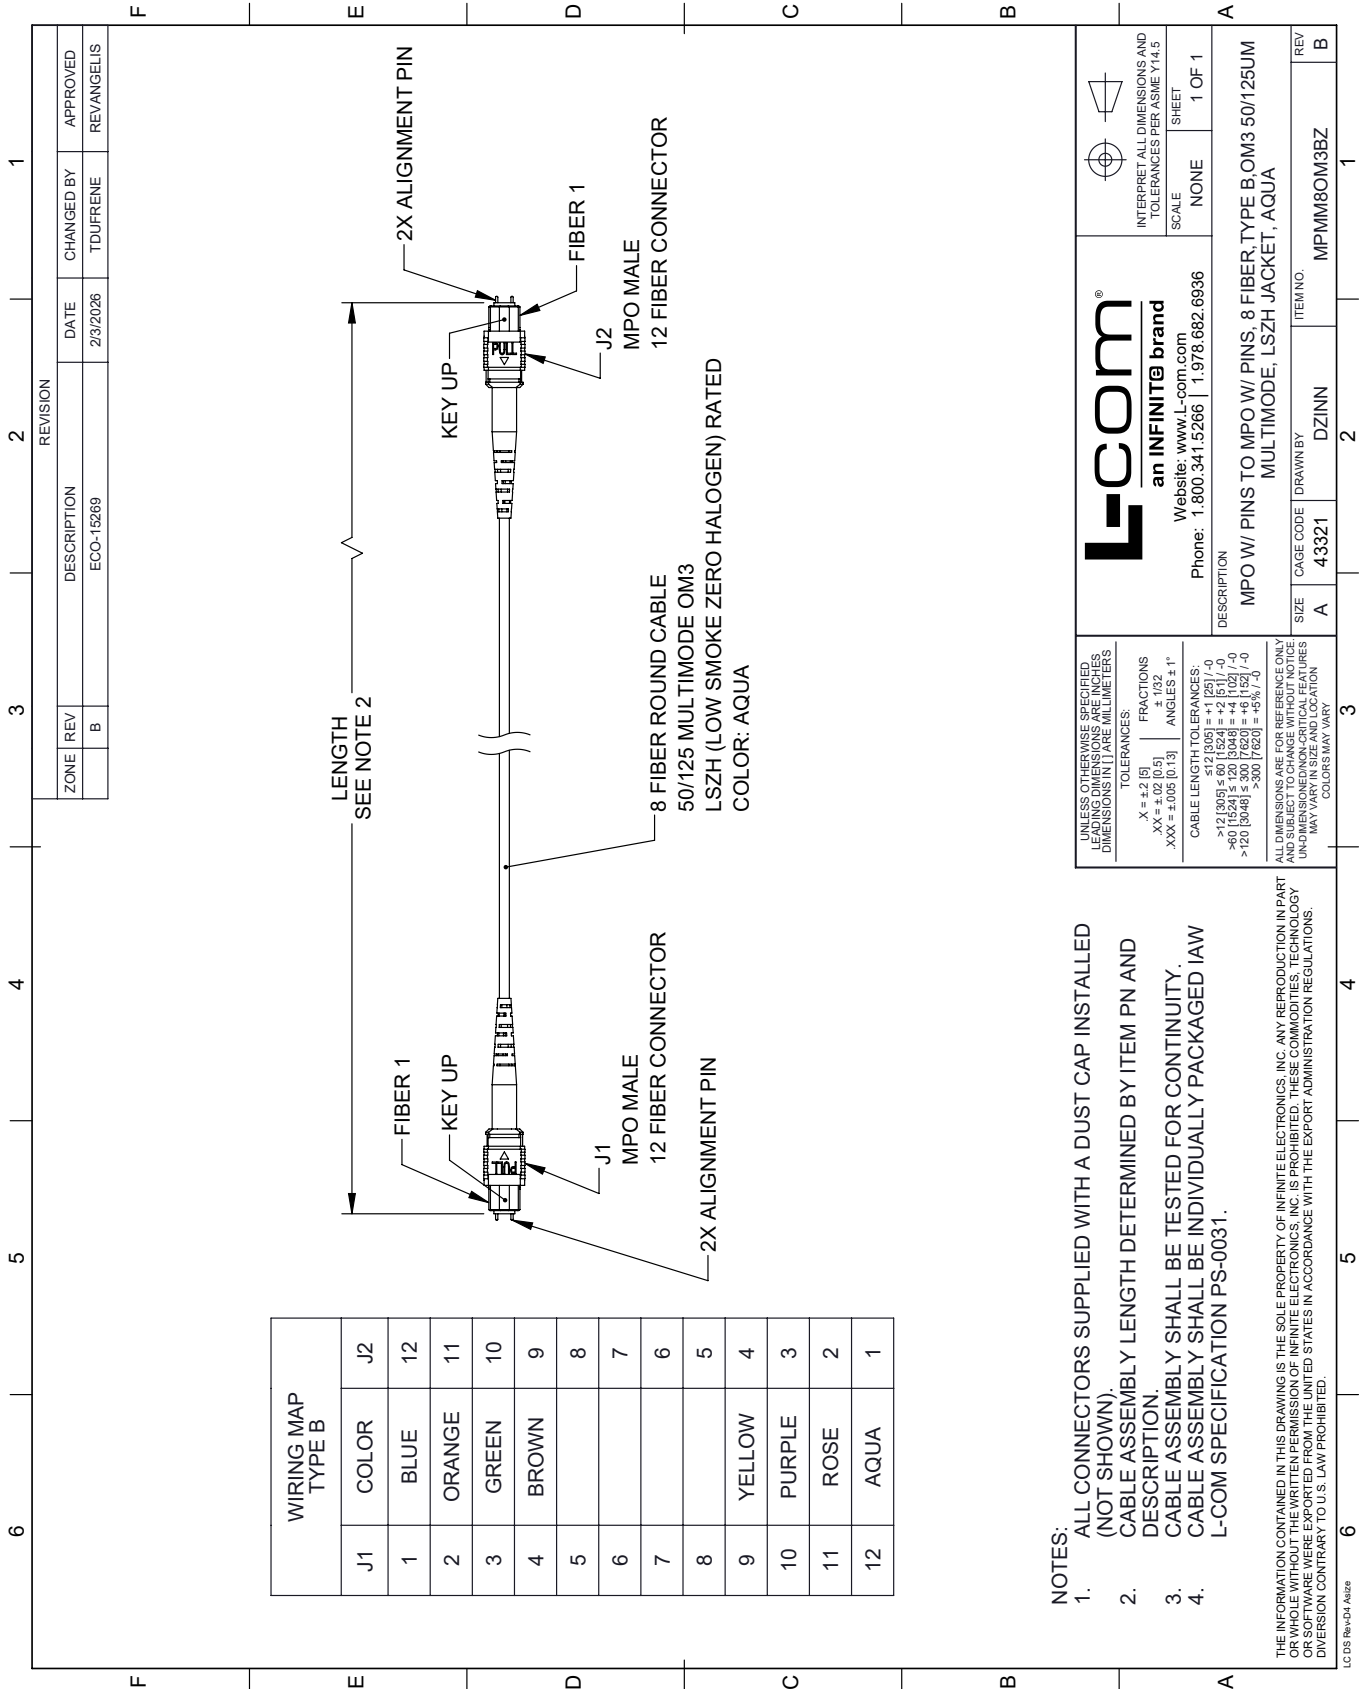 6
5
4
3
2
1
F
E
D
C
B
A
REVISION
ZONE REV DESCRIPTION DATE CHANGED BY APPROVED
B ECO-15269 2/3/2026 TDUFRENE REVANGELIS
WIRING MAP
TYPE B
J1 COLOR J2
1 BLUE 12
2 ORANGE 11
3 GREEN 10
4 BROWN 9
5 8
6 7
7 6
8 5
9 YELLOW 4
10 PURPLE 3
11 ROSE 2
12 AQUA 1
LENGTH
SEE NOTE 2
FIBER 1
KEY UP
PULL
J1
MPO MALE
12 FIBER CONNECTOR
2X ALIGNMENT PIN
8 FIBER ROUND CABLE
50/125 MULTIMODE OM3
LSZH (LOW SMOKE ZERO HALOGEN) RATED
COLOR: AQUA
KEY UP
2X ALIGNMENT PIN
PULL
FIBER 1
J2
MPO MALE
12 FIBER CONNECTOR
NOTES:
1. ALL CONNECTORS SUPPLIED WITH A DUST CAP INSTALLED
(NOT SHOWN).
2. CABLE ASSEMBLY LENGTH DETERMINED BY ITEM PN AND
DESCRIPTION.
3. CABLE ASSEMBLY SHALL BE TESTED FOR CONTINUITY.
4. CABLE ASSEMBLY SHALL BE INDIVIDUALLY PACKAGED IAW
L-COM SPECIFICATION PS-0031.
THE INFORMATION CONTAINED IN THIS DRAWING IS THE SOLE PROPERTY OF INFINITE ELECTRONICS, INC. ANY REPRODUCTION IN PART
OR WHOLE WITHOUT THE WRITTEN PERMISSION OF INFINITE ELECTRONICS, INC. IS PROHIBITED. THESE COMMODITIES, TECHNOLOGY
OR SOFTWARE WERE EXPORTED FROM THE UNITED STATES IN ACCORDANCE WITH THE EXPORT ADMINISTRATION REGULATIONS.
DIVERSION CONTRARY TO U.S. LAW PROHIBITED.
UNLESS OTHERWISE SPECIFIED
LEADING DIMENSIONS ARE INCHES
DIMENSIONS IN [ ] ARE MILLIMETERS
TOLERANCES:
.X = ±.2 [5] FRACTIONS
.XX = ±.02 [0.5] ± 1/32
.XXX = ±.005 [0.13] ANGLES ± 1°
CABLE LENGTH TOLERANCES:
≤12 [305] = +1 [25] / -0
>12 [305] ≤ 60 [1524] = +2 [51] / -0
>60 [1524] ≤ 120 [3048] = +4 [102] / -0
>120 [3048] ≤ 300 [7620] = +6 [152] / -0
>300 [7620] = +5% / -0
ALL DIMENSIONS ARE FOR REFERENCE ONLY
AND SUBJECT TO CHANGE WITHOUT NOTICE.
UN-DIMENSIONED/NON-CRITICAL FEATURES
MAY VARY IN SIZE AND LOCATION
COLORS MAY VARY
L-com®
an INFINITe brand
Website: www.L-com.com
Phone: 1.800.341.5266 | 1.978.682.6936
INTERPRET ALL DIMENSIONS AND
TOLERANCES PER ASME Y14.5
SCALE NONE
SHEET 1 OF 1
DESCRIPTION
MPO W/ PINS TO MPO W/ PINS, 8 FIBER,TYPE B,OM3 50/125UM
MULTIMODE, LSZH JACKET, AQUA
SIZE A
CAGE CODE 43321
DRAWN BY DZINN
ITEM NO. MPMM8OM3BZ
REV B
F
E
D
C
B
A
6
5
4
3
2
1
LC DS Rev-D4 Asize